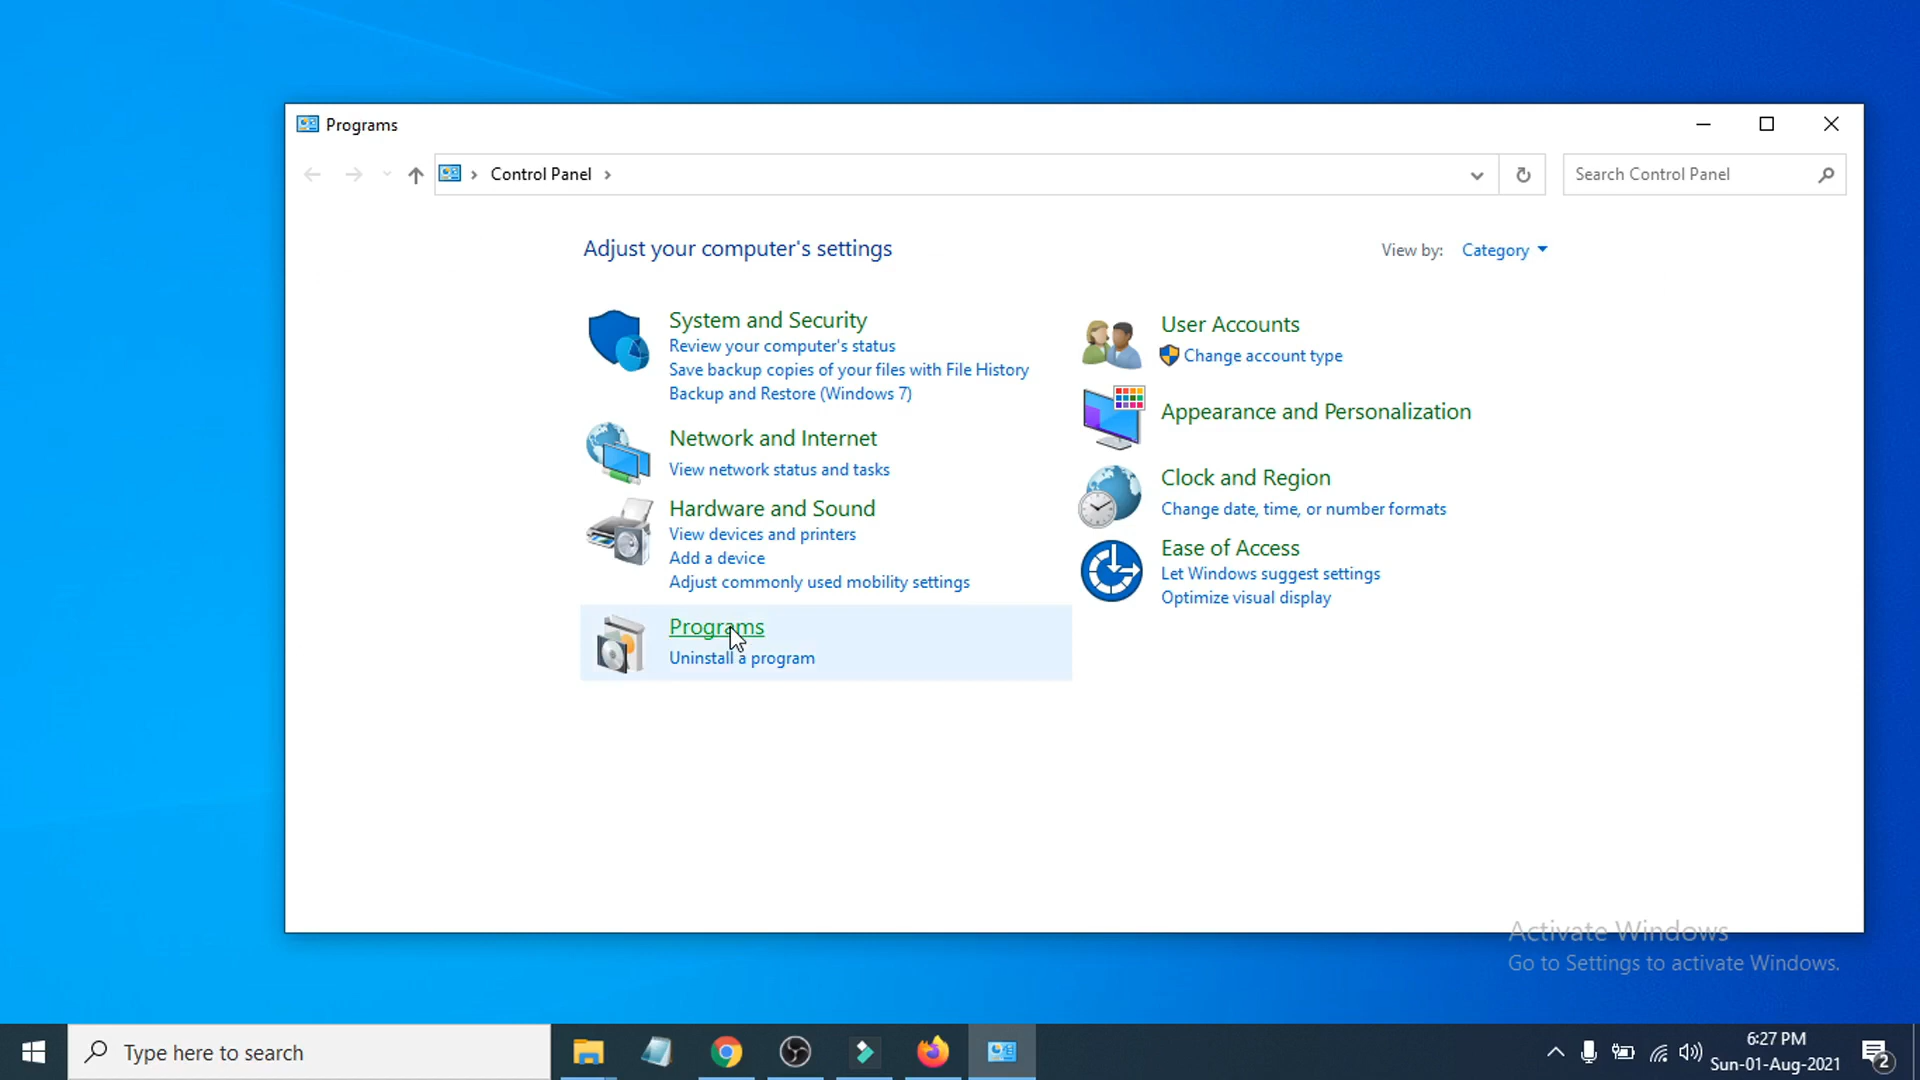 Programs
Control Panel
Search Control Panel
Adjust your computer's settings
View by: Category
System and Security
Review your computer's status
Save backup copies of your files with File History
Backup and Restore (Windows 7)
Network and Internet
View network status and tasks
Hardware and Sound
View devices and printers
Add a device
Adjust commonly used mobility settings
Programs
Uninstall a program
User Accounts
Change account type
Appearance and Personalization
Clock and Region
Change date, time, or number formats
Ease of Access
Let Windows suggest settings
Optimize visual display
Activate Windows
Go to Settings to activate Windows.
Type here to search
6:27 PM
Sun-01-Aug-2021
2